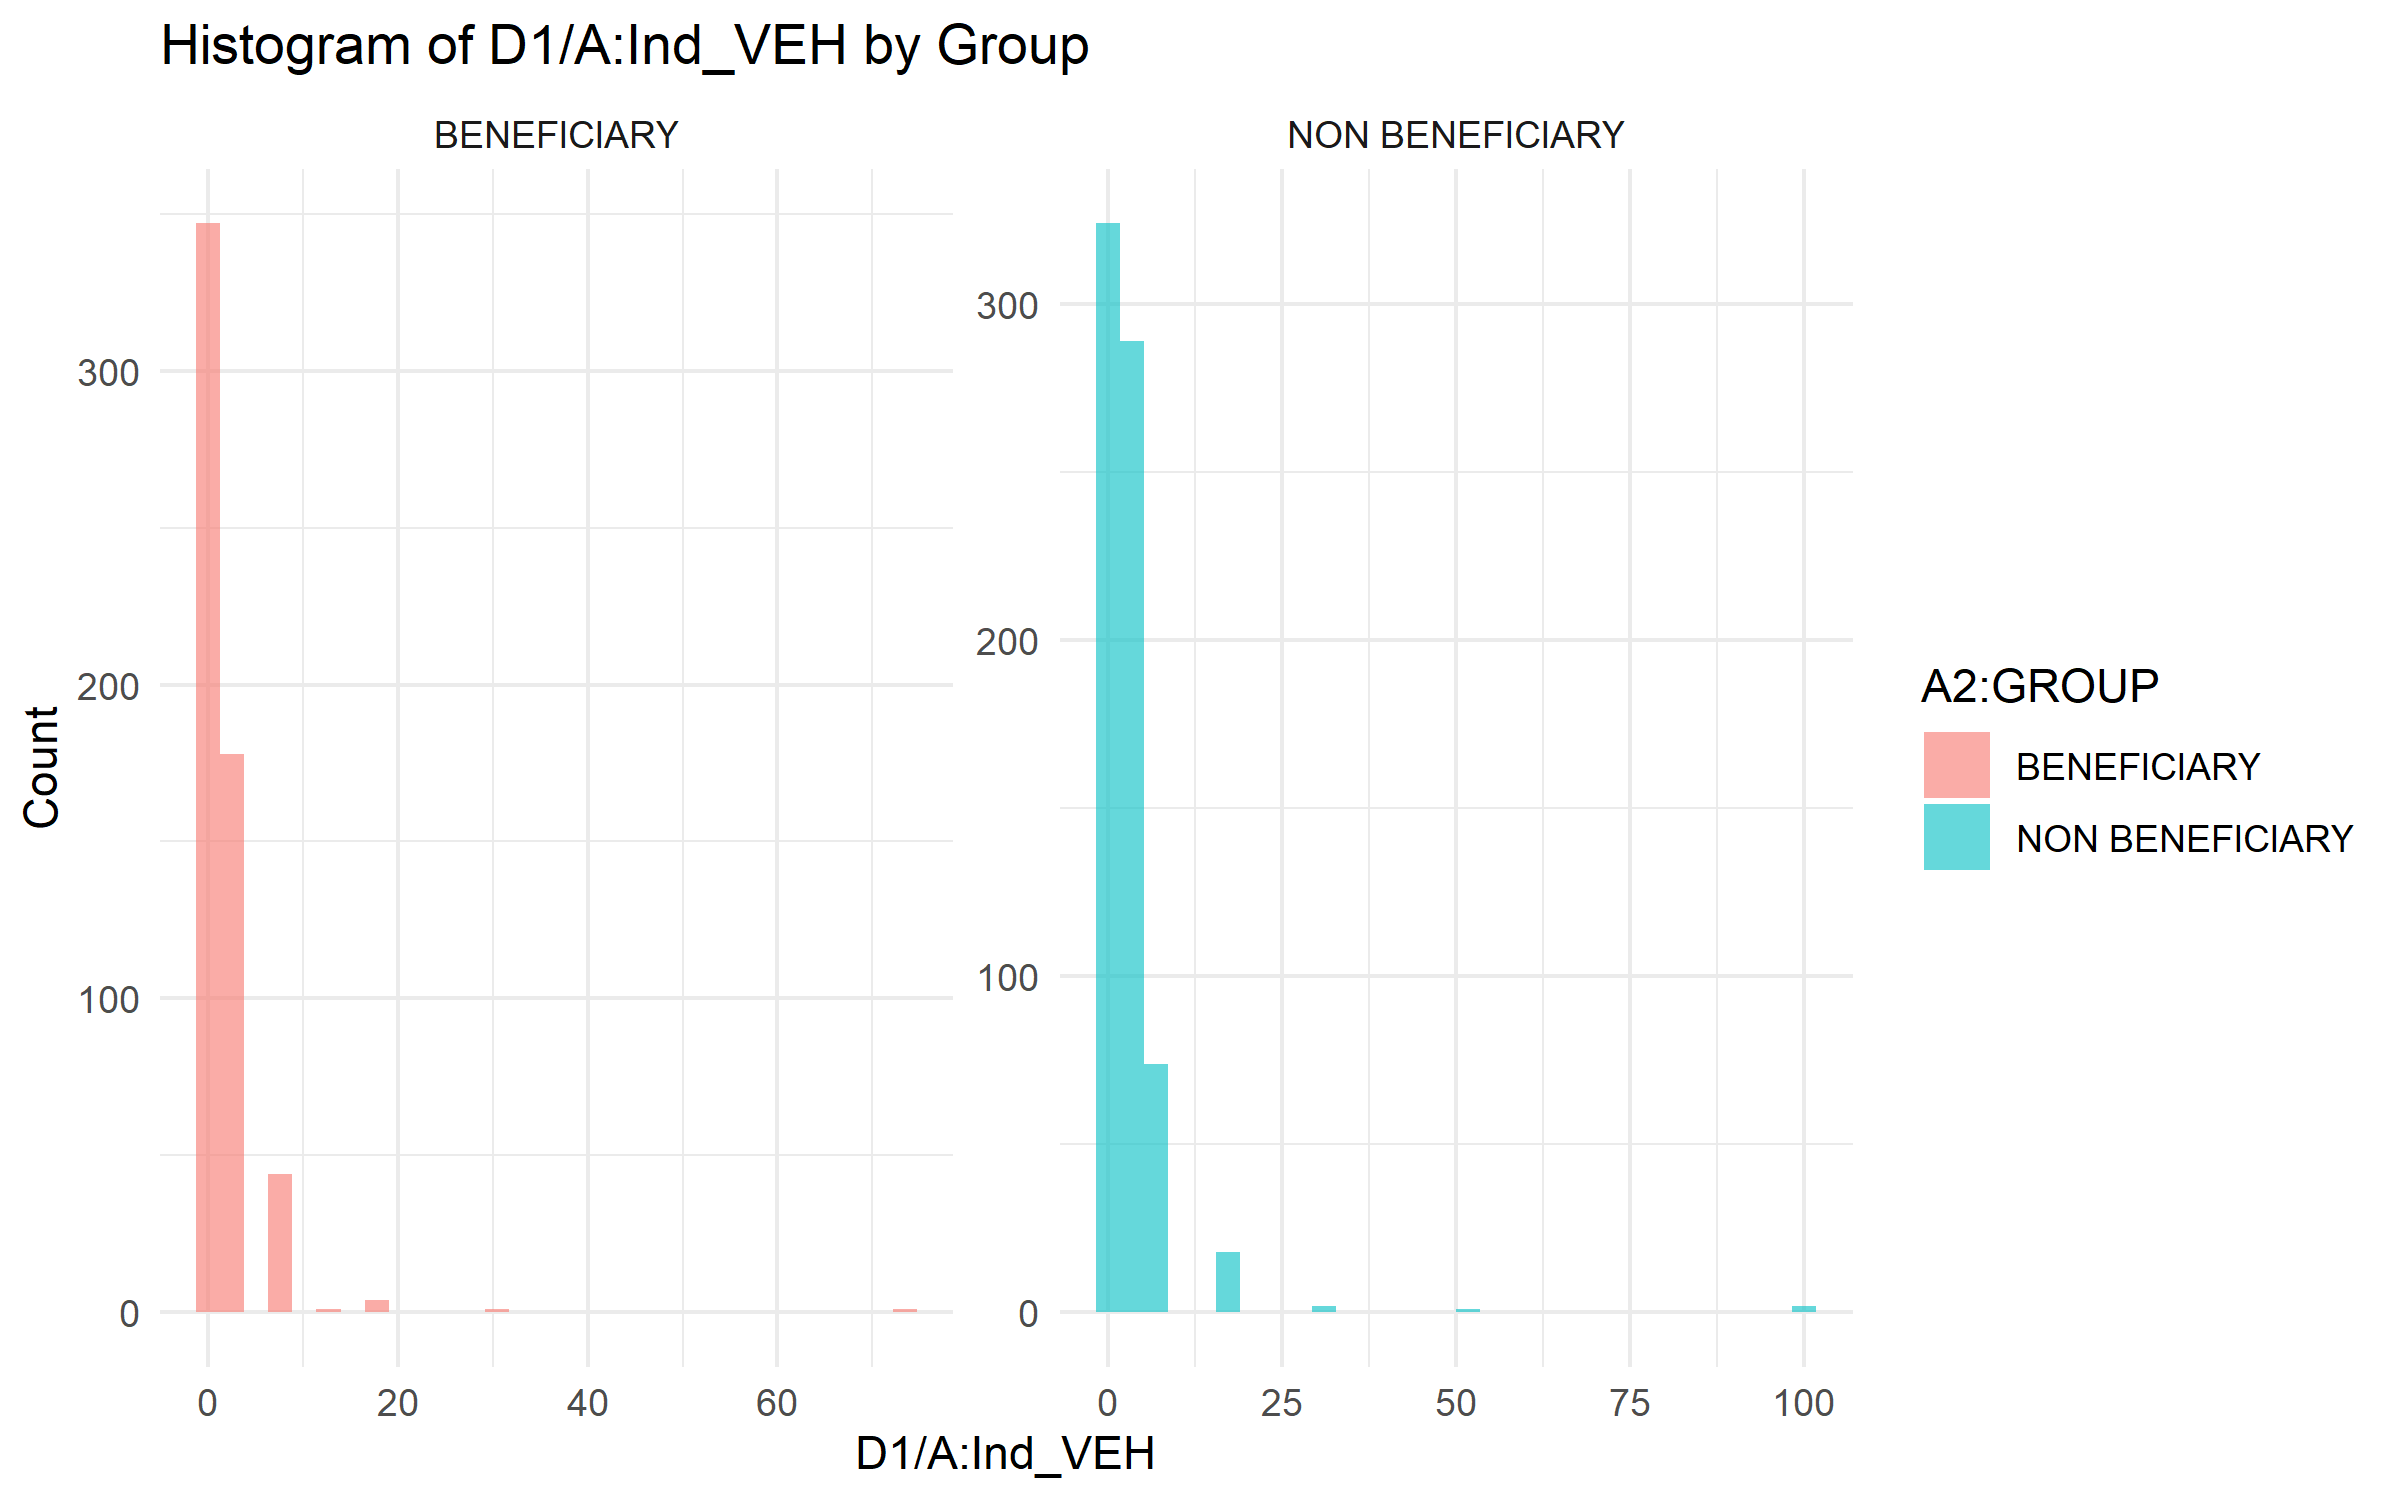 Histogram of D1/A:Ind_VEH by Group
BENEFICIARY
NON BENEFICIARY
Count
300
200
100
0
300
200
100
0
0 20 40 60
0 25 50 75 100
D1/A:Ind_VEH
A2:GROUP
BENEFICIARY
NON BENEFICIARY